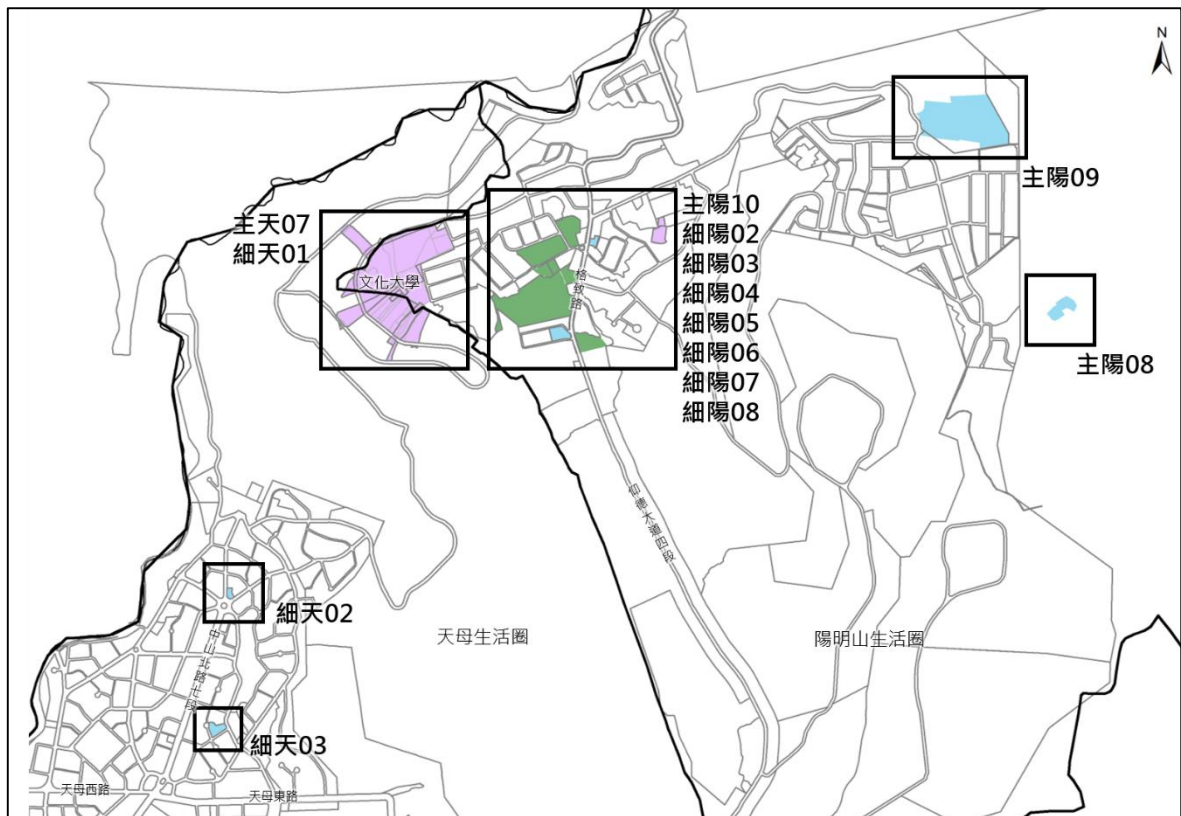 N
主陽09
主天07
細天01
文化大學
主陽10
細陽02
細陽03
細陽04
細陽05
細陽06
細陽07
細陽08
格致路
主陽08
仰德大道四段
細天02
天母生活圈
陽明山生活圈
中山北路七段
細天03
天母西路
天母東路